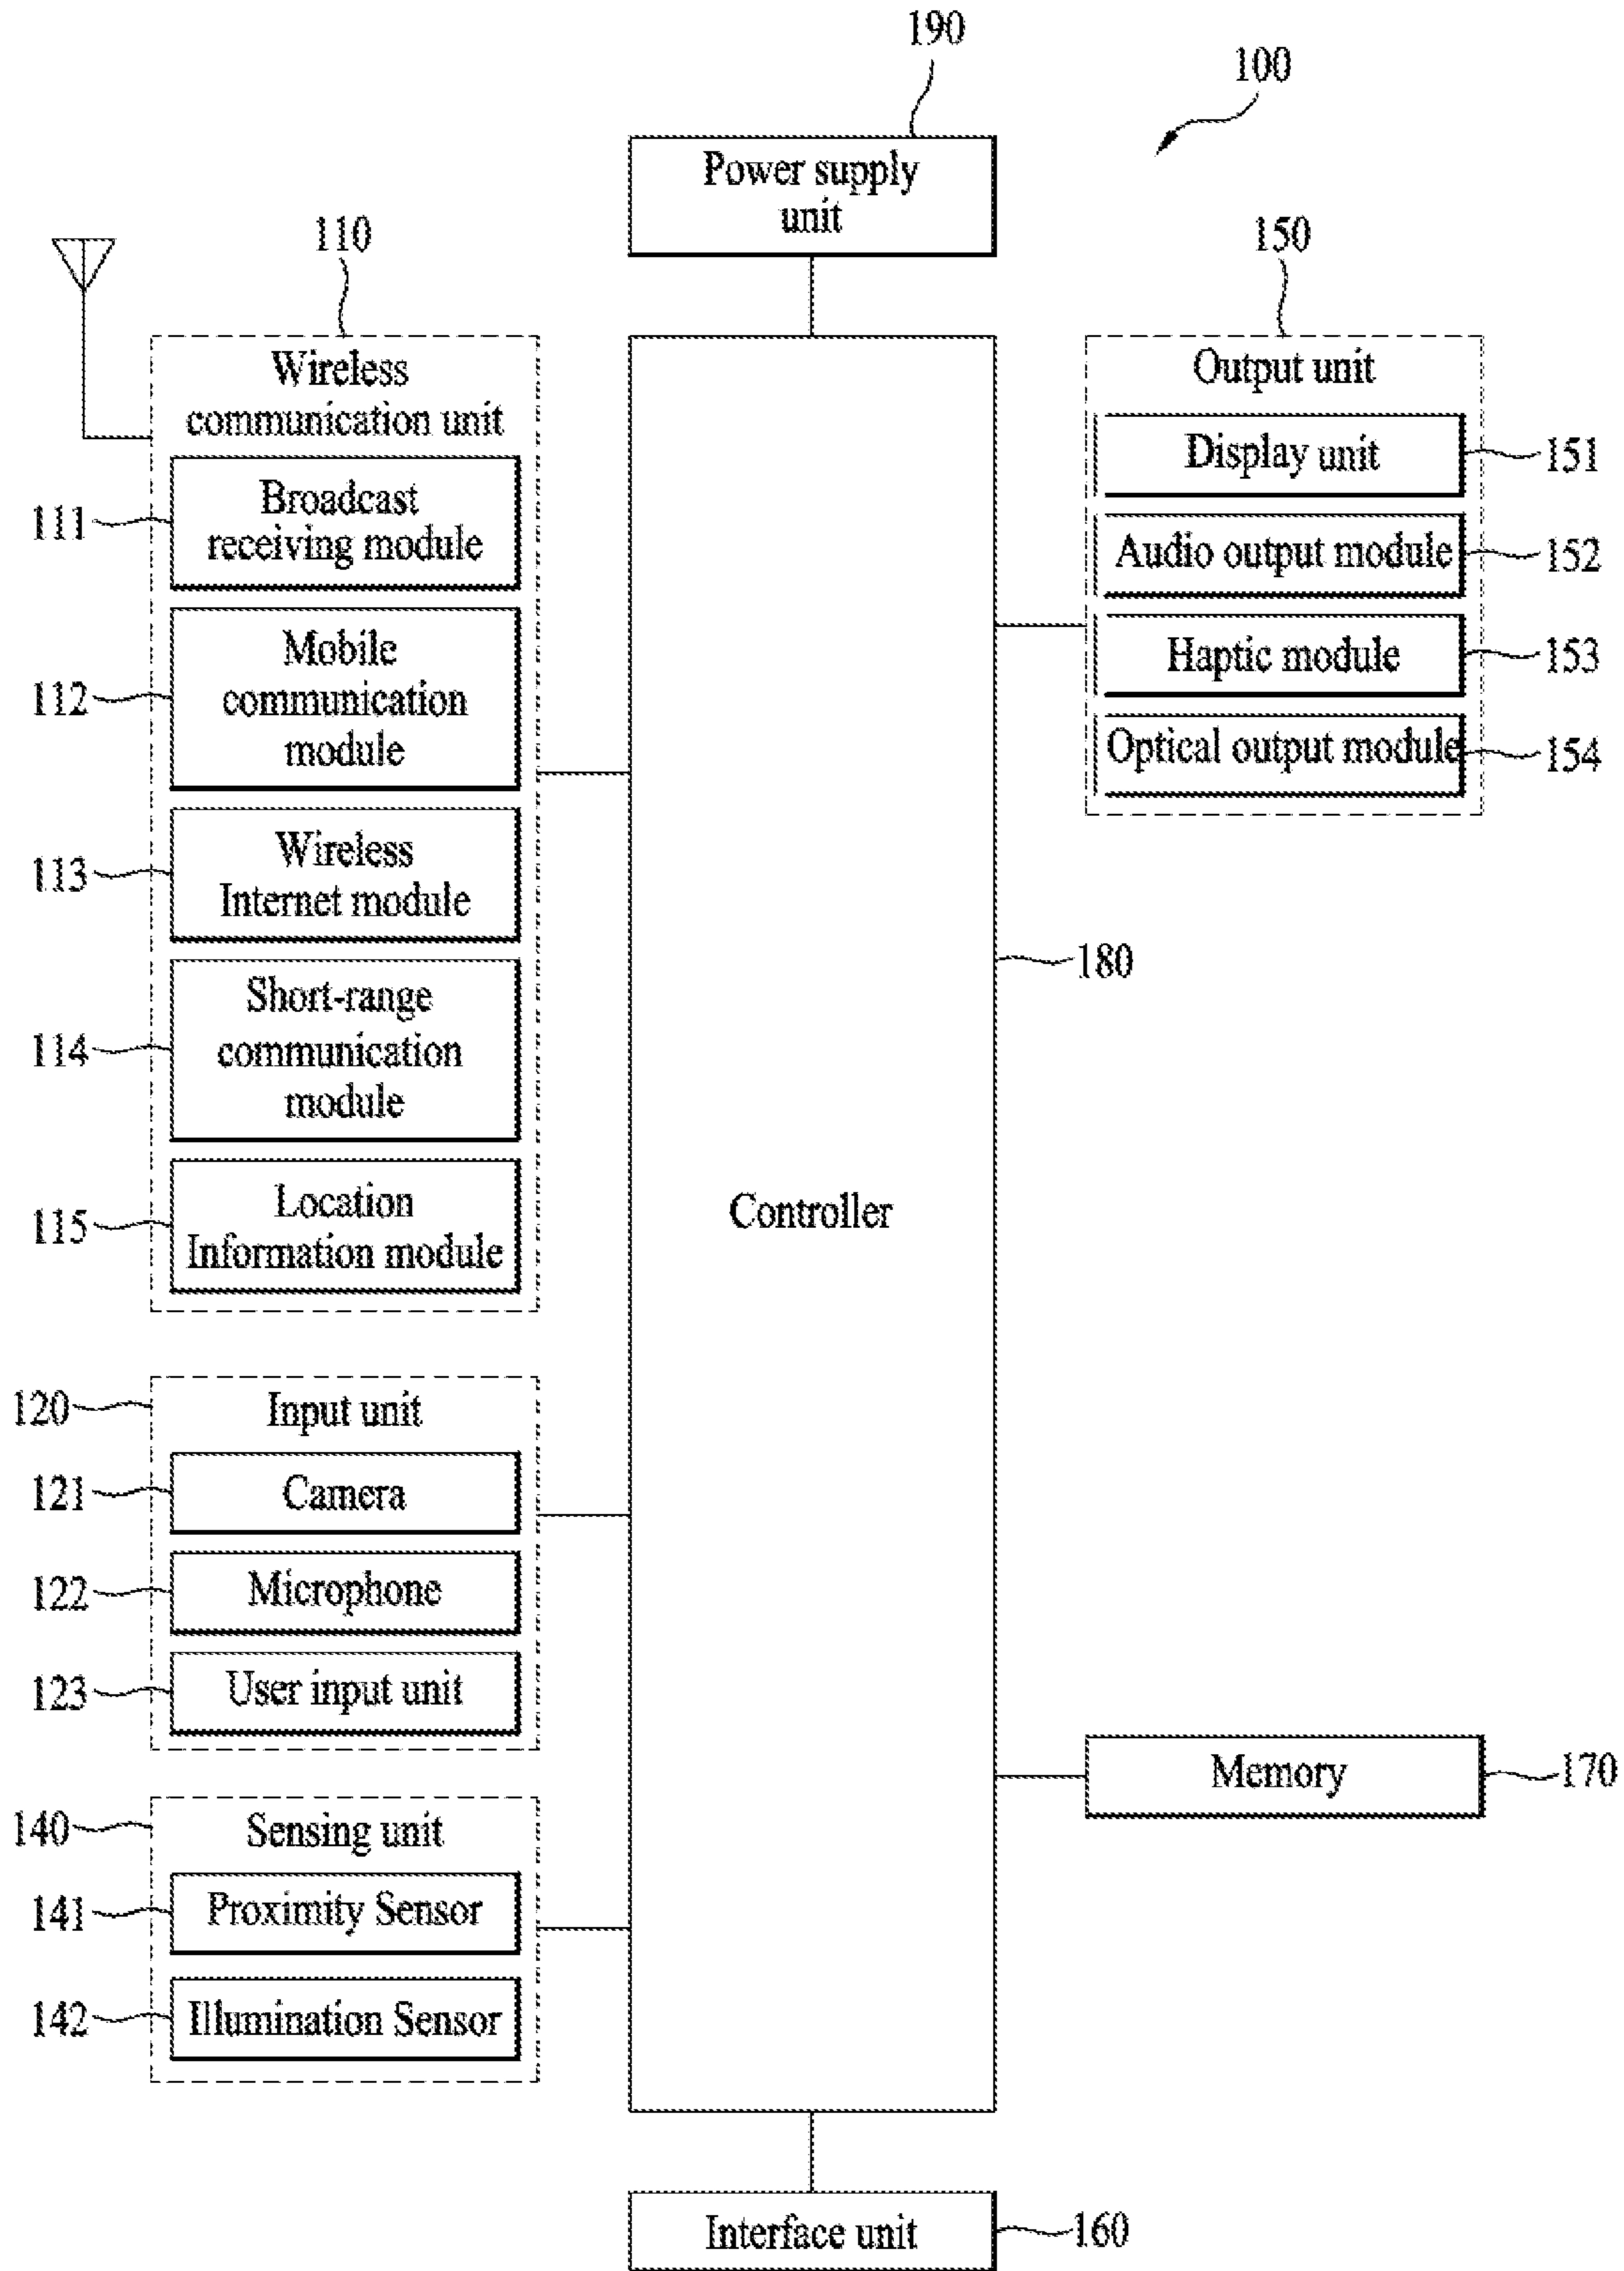 190
100
Power supply
unit
110
150
Wireless
communication unit
111
Broadcast
receiving module
112
Mobile
communication
module
113
Wireless
Internet module
114
Short-range
communication
module
115
Location
Information module
120
Input unit
121
Camera
122
Microphone
123
User input unit
140
Sensing unit
141
Proximity Sensor
142
Illumination Sensor
Controller
180
Output unit
Display unit
151
Audio output module
152
Haptic module
153
Optical output module
154
Memory
170
Interface unit
160